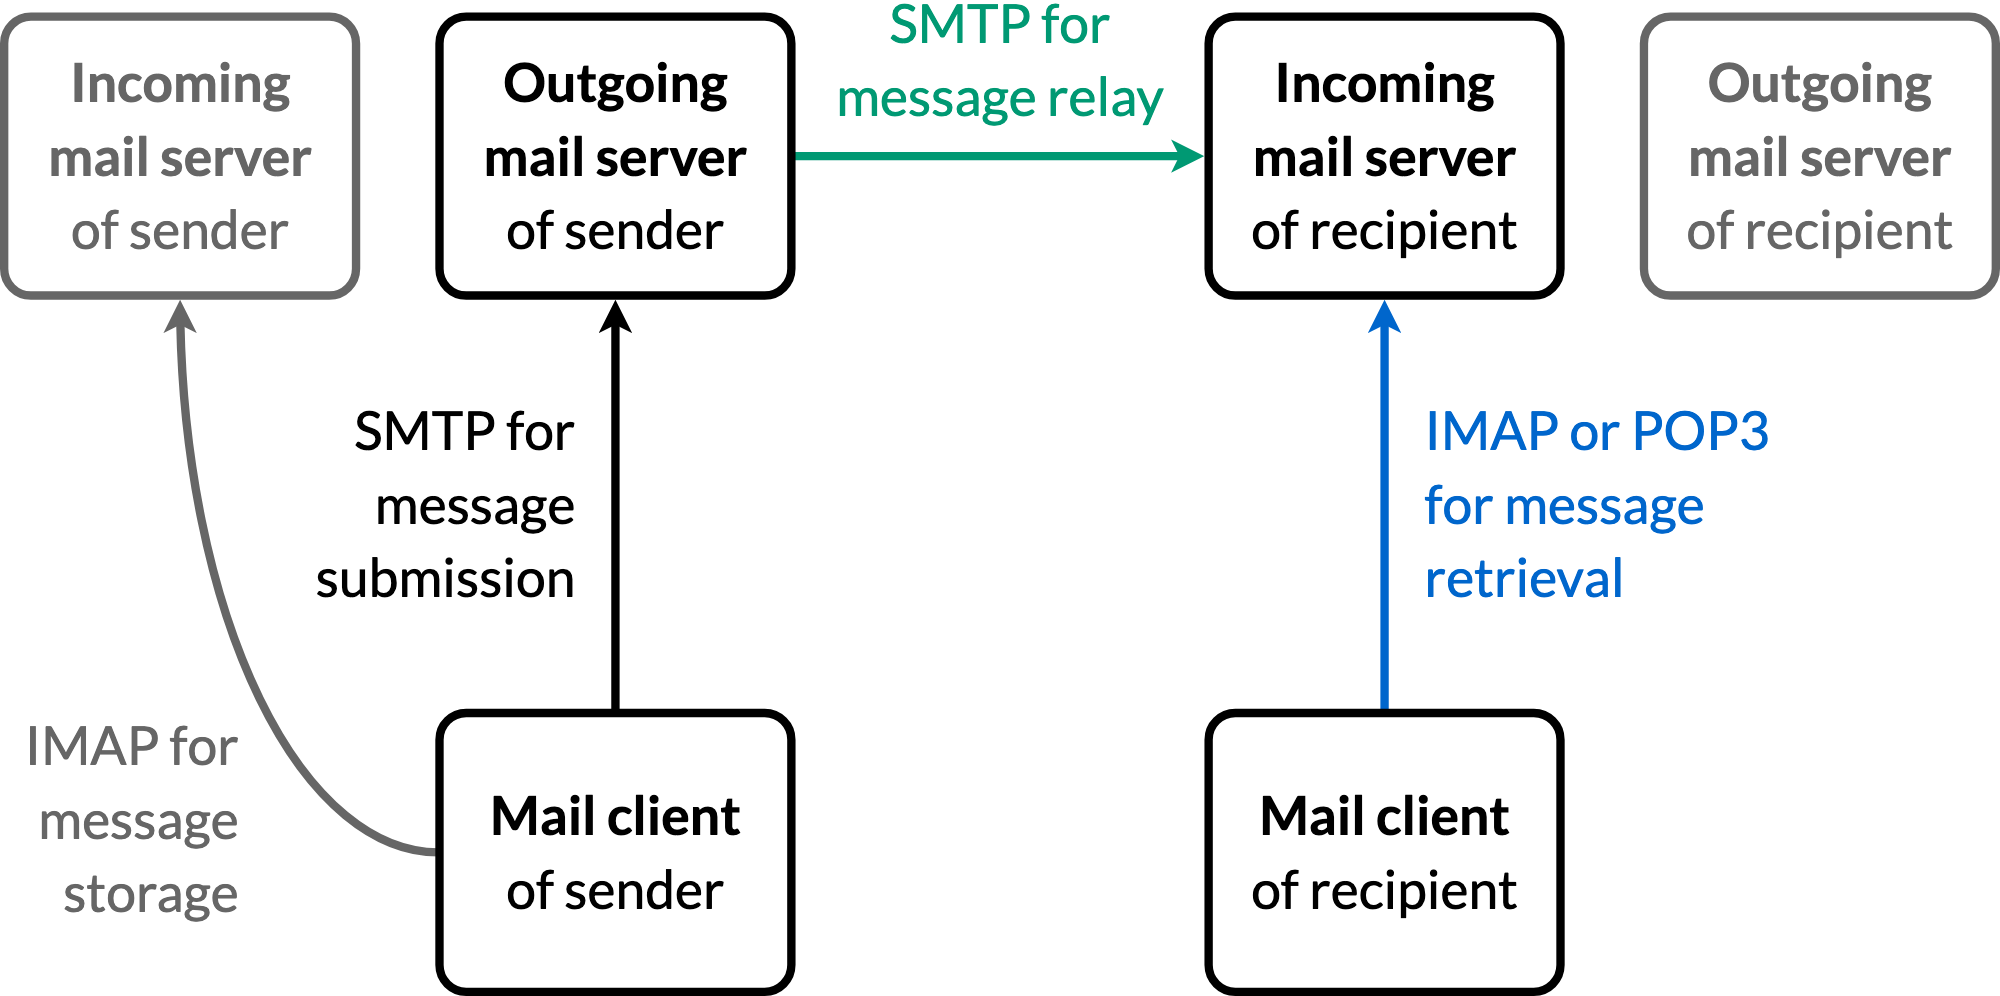 Incoming
mail server
of sender
Outgoing
mail server
of sender
SMTP for
message relay
Incoming
mail server
of recipient
Outgoing
mail server
of recipient
IMAP for
message
storage
SMTP for
message
submission
IMAP or POP3
for message
retrieval
Mail client
of sender
Mail client
of recipient